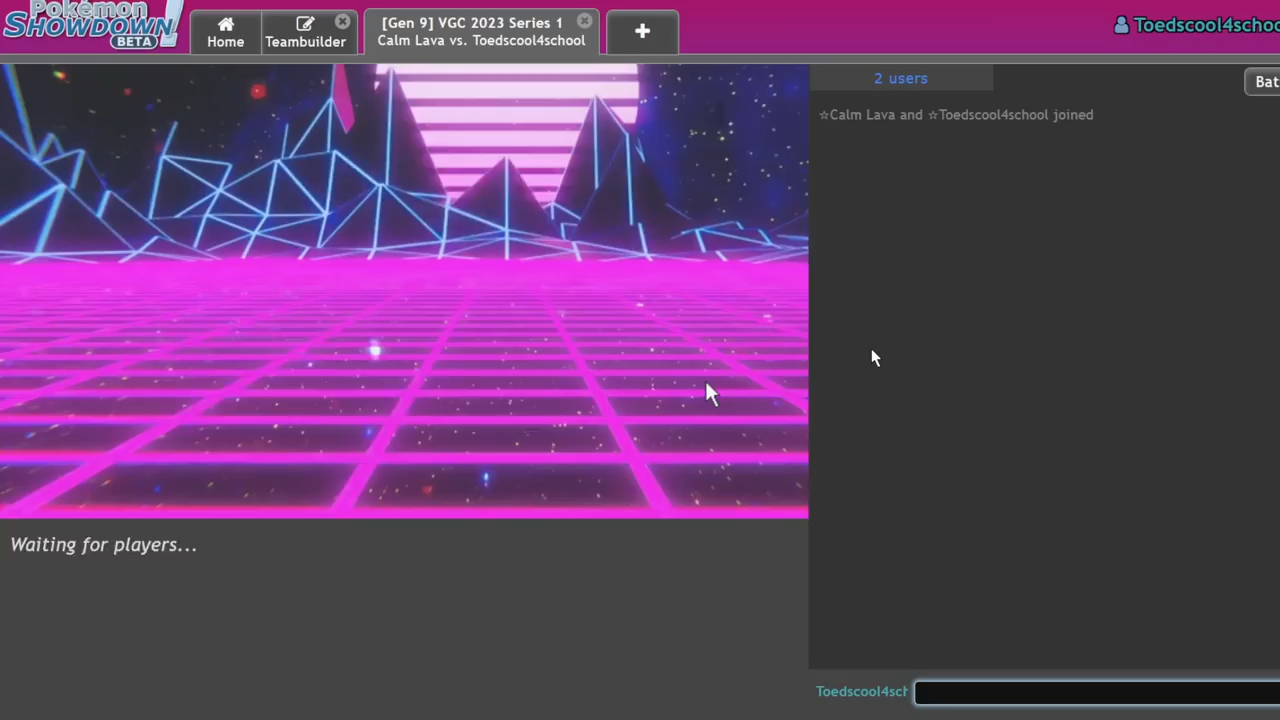 Pokémon
SHOWDOWN!
BETA
Home
Teambuilder
[Gen 9] VGC 2023 Series 1
Calm Lava vs. Toedscool4school
Toedscool4schoo
2 users
Bat
☆Calm Lava and ☆Toedscool4school joined
Waiting for players...
Toedscool4sch